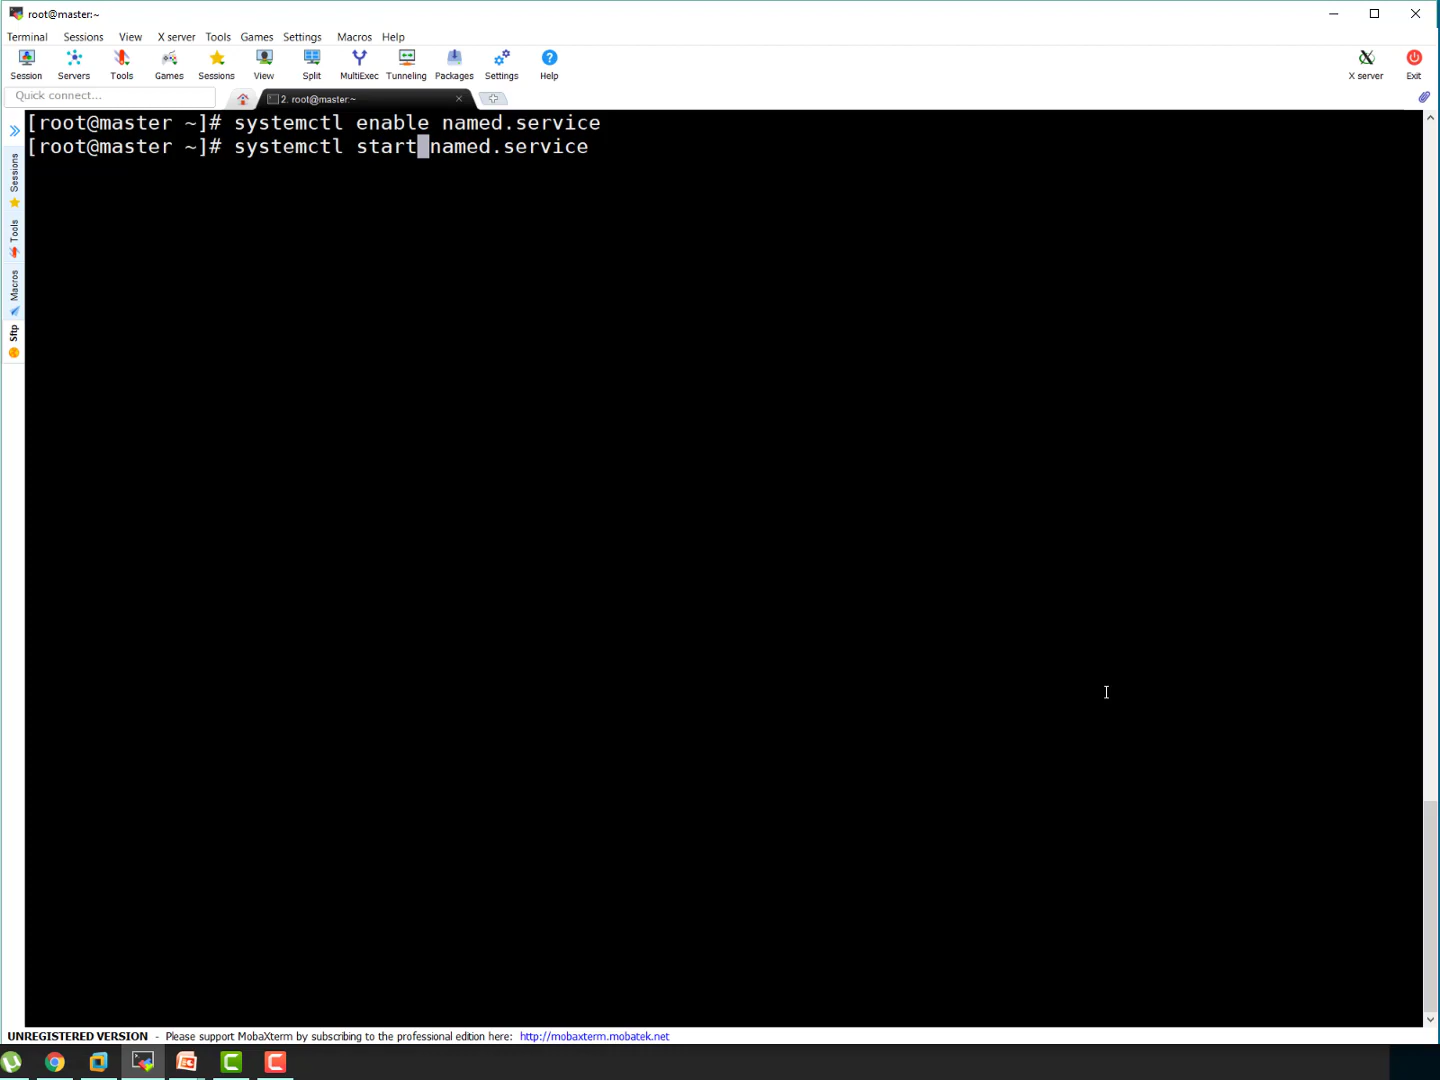 root@master:~
Terminal Sessions View X server Tools Games Settings Macros Help
Session Servers Tools Games Sessions View Split MultiExec Tunneling Packages Settings Help X server Exit
Quick connect...
2. root@master:~
[root@master ~]# systemctl enable named.service
[root@master ~]# systemctl start named.service
Sessions
Tools
Macros
Sftp
UNREGISTERED VERSION - Please support MobaXterm by subscribing to the professional edition here: http://mobaxterm.mobatek.net